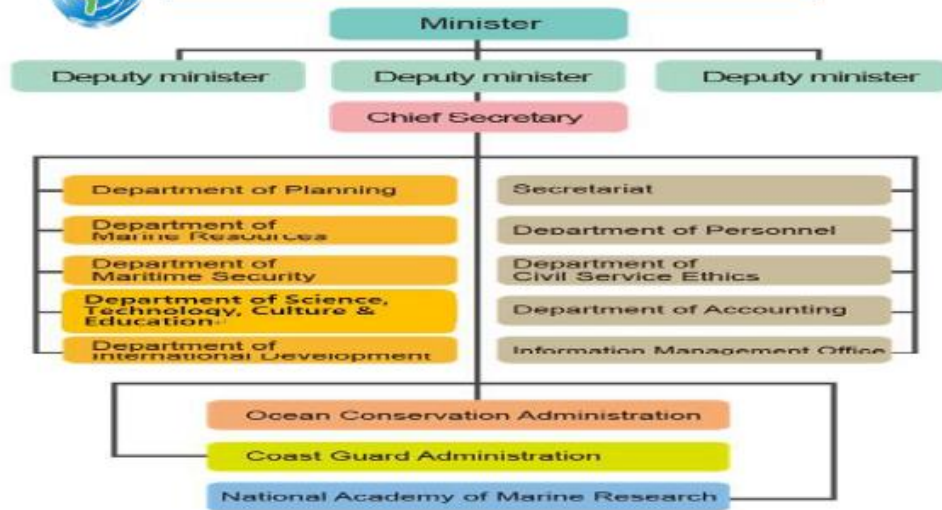 Minister
Deputy minister
Deputy minister
Deputy minister
Chief Secretary
Department of Planning
Department of
Marine Resources
Department of
Maritime Security
Department of Science,
Technology, Culture &
Education
Department of
International Development
Secretariat
Department of Personnel
Department of
Civil Service Ethics
Department of Accounting
Information Management Office
Ocean Conservation Administration
Coast Guard Administration
National Academy of Marine Research